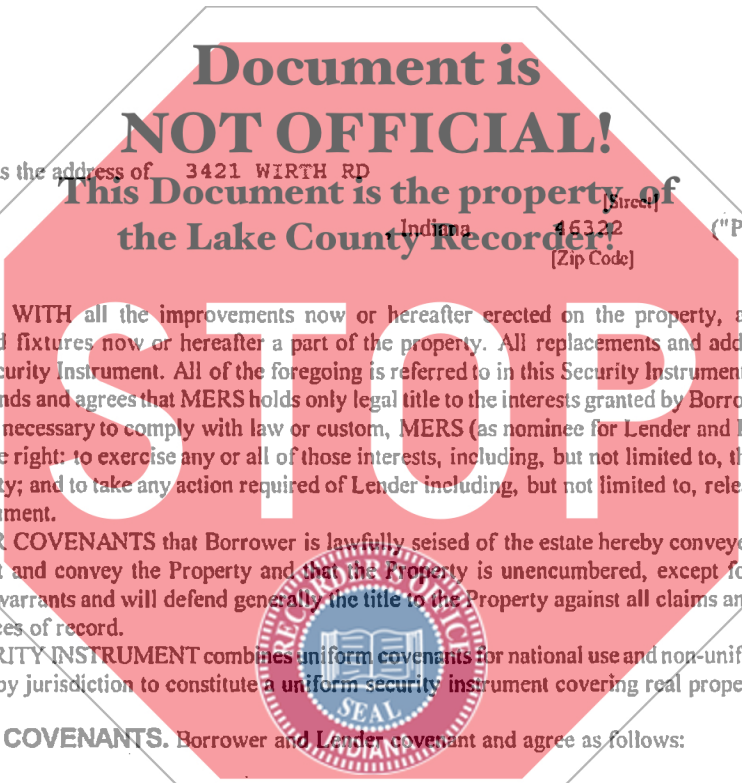 Document is
NOT OFFICIAL!
s the address of 3421 WIRTH RD
This Document is the property of
[Street]
the Lake County Recorder!
, Indiana 46322 ("P
[Zip Code]
STOP
WITH all the improvements now or hereafter erected on the property, a
d fixtures now or hereafter a part of the property. All replacements and add
curity Instrument. All of the foregoing is referred to in this Security Instrument
nds and agrees that MERS holds only legal title to the interests granted by Borro
necessary to comply with law or custom, MERS (as nominee for Lender and
e right: to exercise any or all of those interests, including, but not limited to, th
ty; and to take any action required of Lender including, but not limited to, rele
ment.
R COVENANTS that Borrower is lawfully seised of the estate hereby conveye
t and convey the Property and that the Property is unencumbered, except fo
warrants and will defend generally the title to the Property against all claims an
ces of record.
RITY INSTRUMENT combines uniform covenants for national use and non-unif
by jurisdiction to constitute a uniform security instrument covering real prope
COVENANTS. Borrower and Lender covenant and agree as follows:
RECORDER'S OFFICE
SEAL
INDIANA